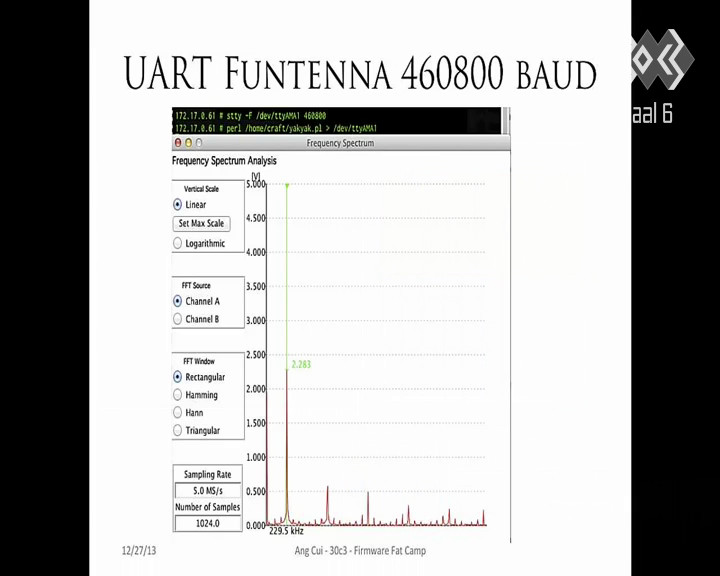 UART FUNTENNA 460800 BAUD
172.17.0.61 # stty -F /dev/ttyAMA1 460800
172.17.0.61 # perl /home/craft/yakyak.pl > /dev/ttyAMA1
Frequency Spectrum
Frequency Spectrum Analysis
Vertical Scale
Linear
Set Max Scale
Logarithmic
FFT Source
Channel A
Channel B
FFT Window
Rectangular
Hamming
Hann
Triangular
Sampling Rate
5.0 MS/s
Number of Samples
1024.0
[V]
5.000
4.500
4.000
3.500
3.000
2.500
2.283
2.000
1.500
1.000
0.500
0.000
229.5 kHz
aal 6
12/27/13
Ang Cui - 30c3 - Firmware Fat Camp